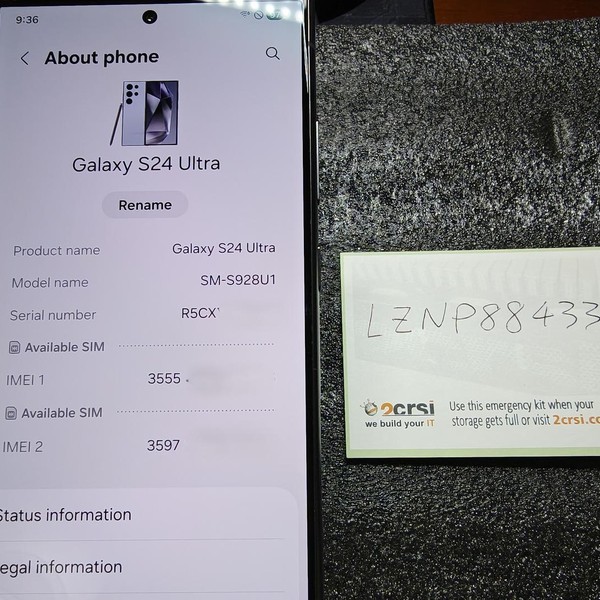 9:36
About phone
Galaxy S24 Ultra
Rename
Product name Galaxy S24 Ultra
Model name SM-S928U1
Serial number R5CX
Available SIM
IMEI 1 3555
Available SIM
IMEI 2 3597
Status information
egal information
LZNP88433
2crsi
we build your IT
Use this emergency kit when your
storage gets full or visit 2crsi.co